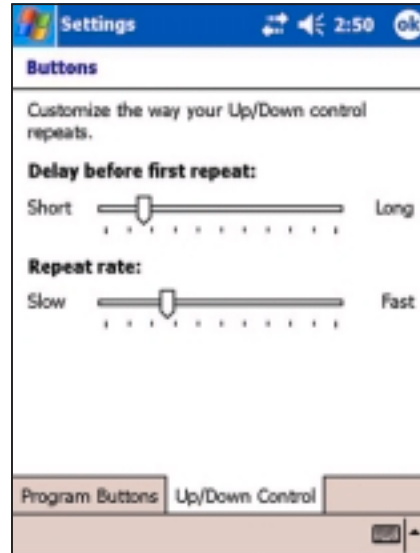 Settings 2:50 ok
Buttons
Customize the way your Up/Down control
repeats.
Delay before first repeat:
Short Long
Repeat rate:
Slow Fast
Program Buttons Up/Down Control